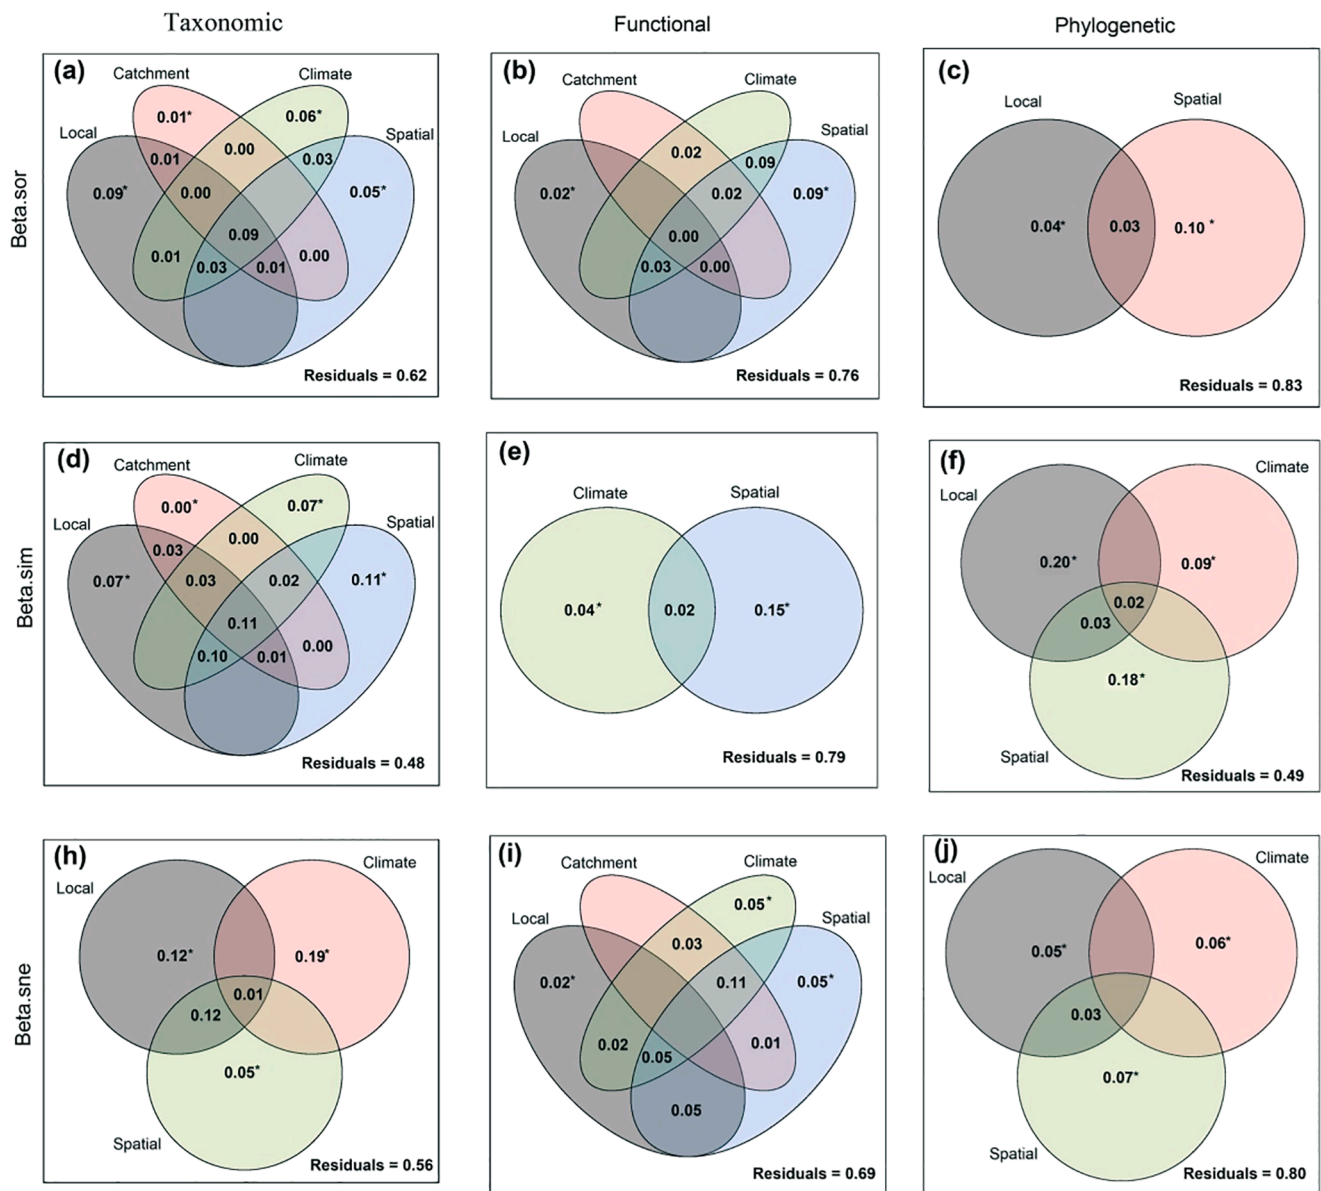 Taxonomic
Functional
Phylogenetic
Beta.sor
(a)
Catchment
Climate
Local
Spatial
0.01*
0.06*
0.01
0.00
0.03
0.09*
0.00
0.05*
0.09
0.01
0.03
0.01
0.00
Residuals = 0.62
(b)
Catchment
Climate
Local
Spatial
0.02
0.09
0.02*
0.02
0.09*
0.00
0.03
0.00
Residuals = 0.76
(c)
Local
Spatial
0.04*
0.03
0.10 *
Residuals = 0.83
Beta.sim
(d)
Catchment
Climate
Local
Spatial
0.00*
0.07*
0.03
0.00
0.07*
0.03
0.02
0.11*
0.11
0.10
0.01
0.00
Residuals = 0.48
(e)
Climate
Spatial
0.04*
0.02
0.15*
Residuals = 0.79
(f)
Local
Climate
0.20*
0.09*
0.02
0.03
0.18*
Spatial
Residuals = 0.49
Beta.sne
(h)
Local
Climate
0.12*
0.19*
0.01
0.12
0.05*
Spatial
Residuals = 0.56
(i)
Catchment
Climate
Local
Spatial
0.05*
0.03
0.02*
0.11
0.05*
0.02
0.05
0.01
0.05
Residuals = 0.69
(j)
Local
Climate
0.05*
0.06*
0.03
0.07*
Spatial
Residuals = 0.80